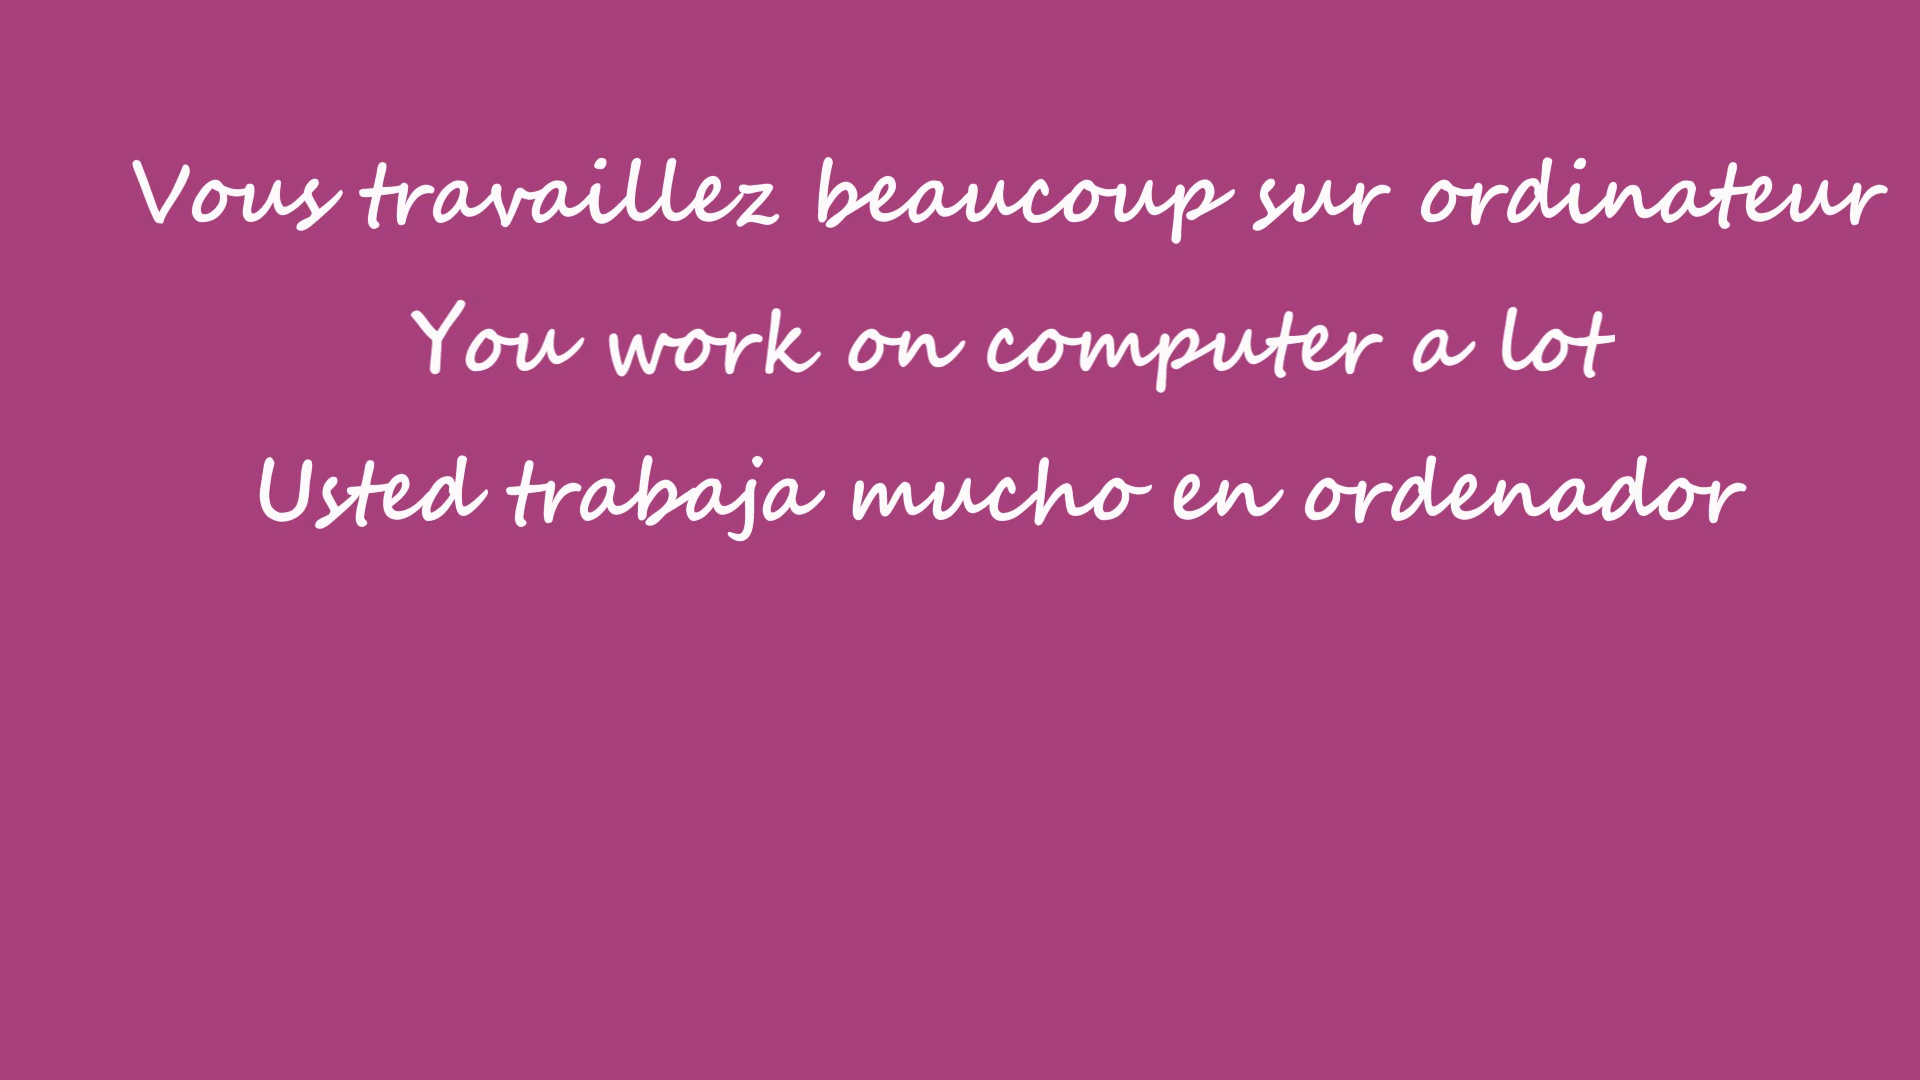 Vous travaillez beaucoup sur ordinateur
You work on computer a lot
Usted trabaja mucho en ordenador